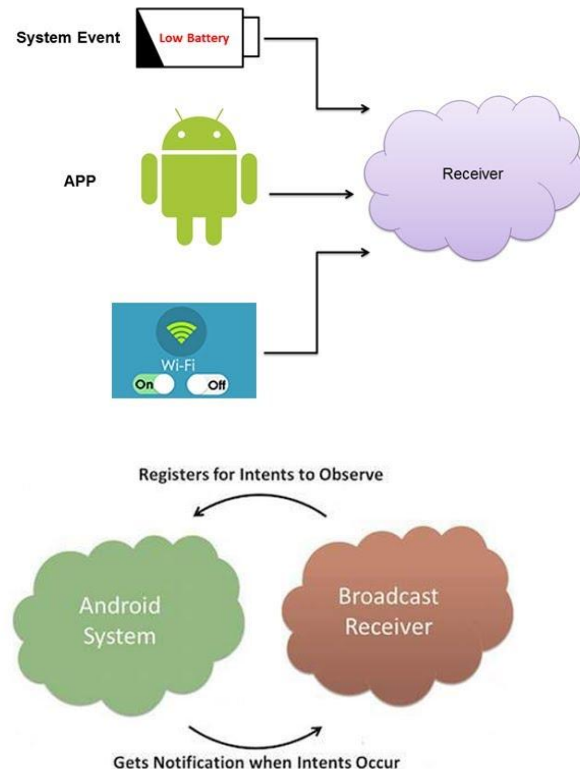 System Event
Low Battery
APP
Receiver
Wi-Fi
On
Off
Registers for Intents to Observe
Android
System
Broadcast
Receiver
Gets Notification when Intents Occur